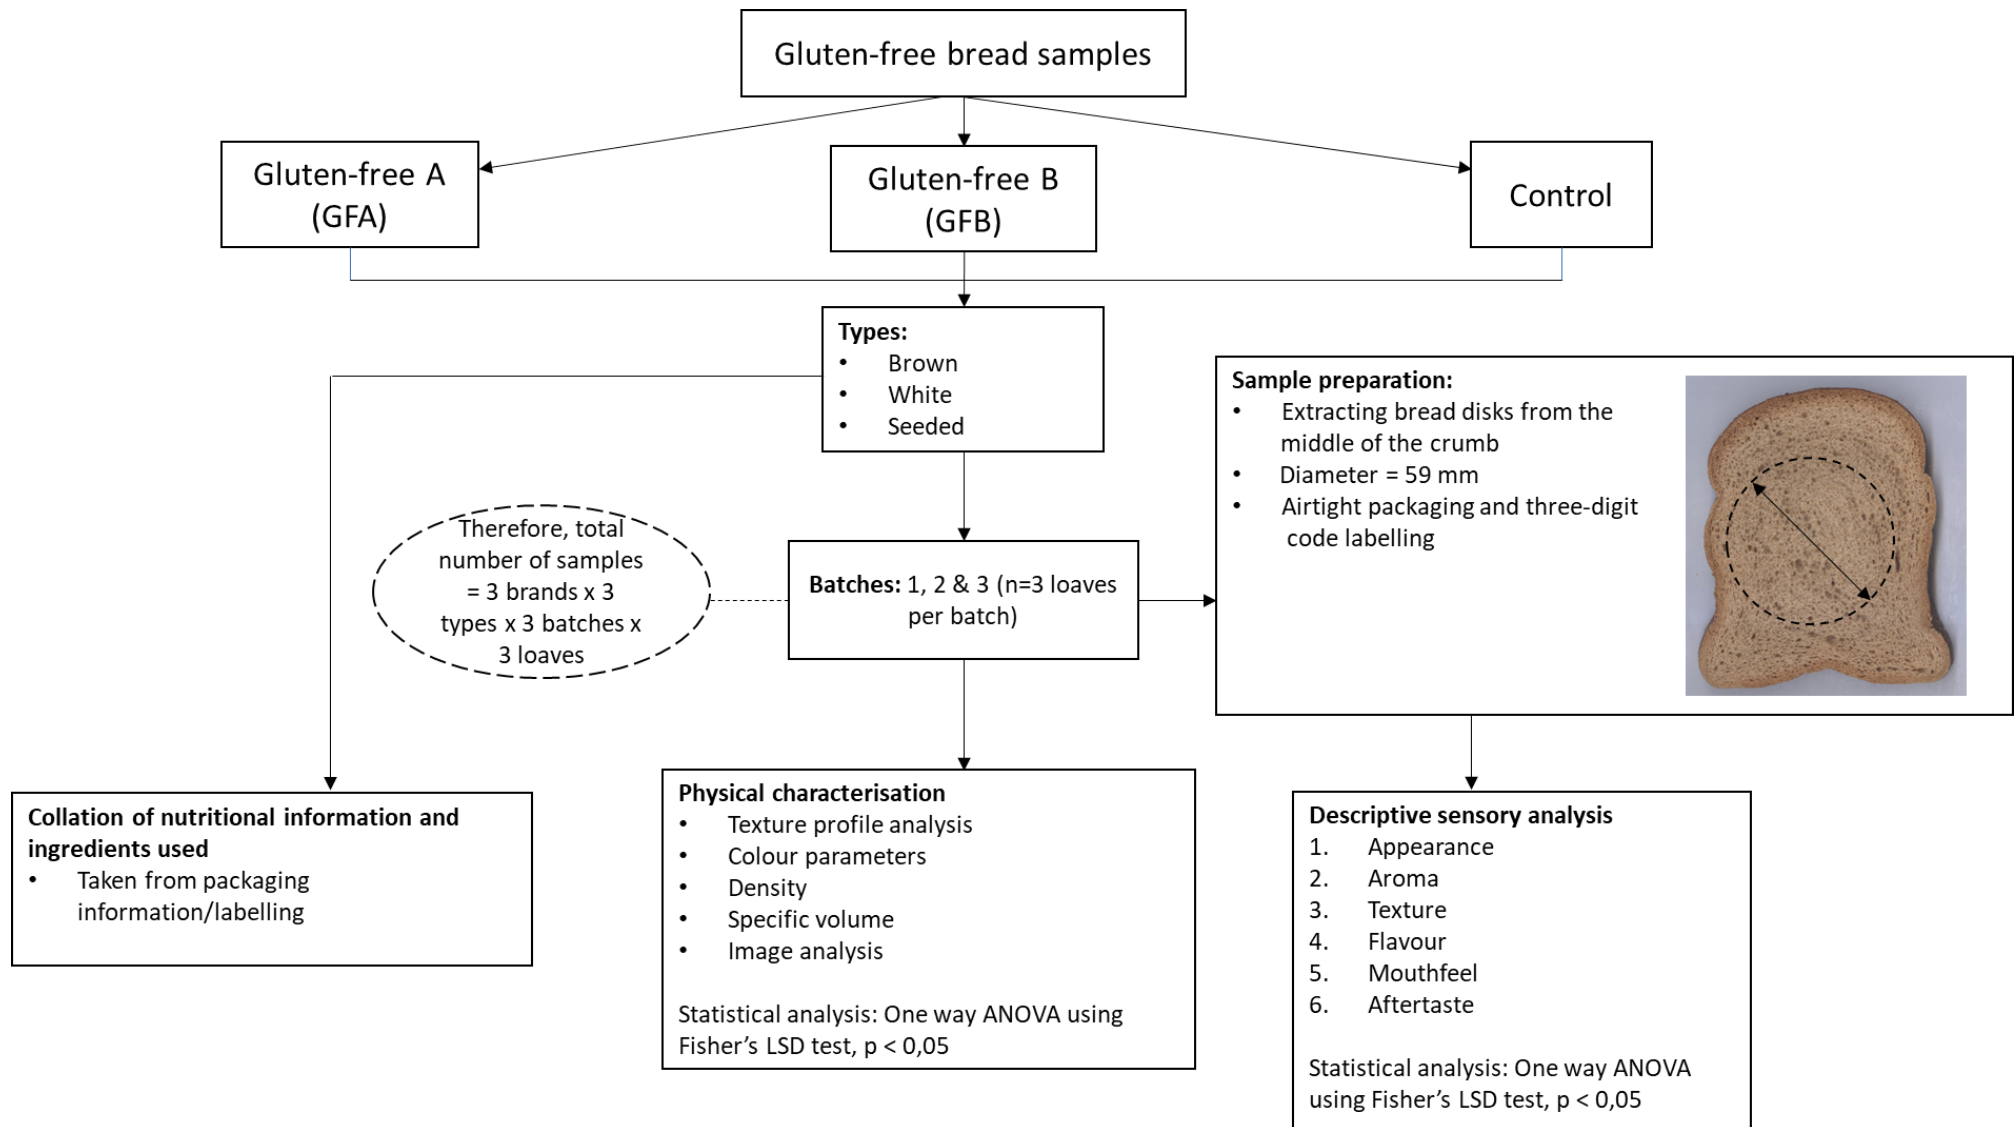 Gluten-free bread samples
Gluten-free A
(GFA)
Gluten-free B
(GFB)
Control
Types:
• Brown
• White
• Seeded
Sample preparation:
• Extracting bread disks from the
middle of the crumb
• Diameter = 59 mm
• Airtight packaging and three-digit
code labelling
Therefore, total
number of samples
= 3 brands x 3
types x 3 batches x
3 loaves
Batches: 1, 2 & 3 (n=3 loaves
per batch)
Collation of nutritional information and
ingredients used
• Taken from packaging
information/labelling
Physical characterisation
• Texture profile analysis
• Colour parameters
• Density
• Specific volume
• Image analysis
Statistical analysis: One way ANOVA using
Fisher’s LSD test, p < 0,05
Descriptive sensory analysis
1. Appearance
2. Aroma
3. Texture
4. Flavour
5. Mouthfeel
6. Aftertaste
Statistical analysis: One way ANOVA
using Fisher’s LSD test, p < 0,05